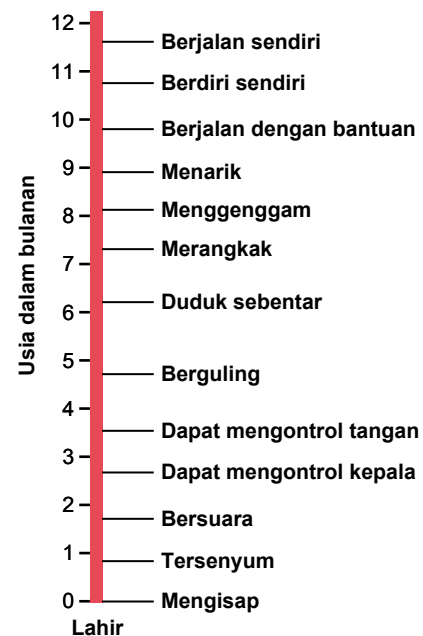 12
Berjalan sendiri
11
Berdiri sendiri
10
Berjalan dengan bantuan
9
Menarik
8
Menggenggam
Merangkak
7
6
Duduk sebentar
5
Berguling
4
Dapat mengontrol tangan
3
Dapat mengontrol kepala
2
Bersuara
1
Tersenyum
0
Mengisap
Lahir
Usia dalam bulanan